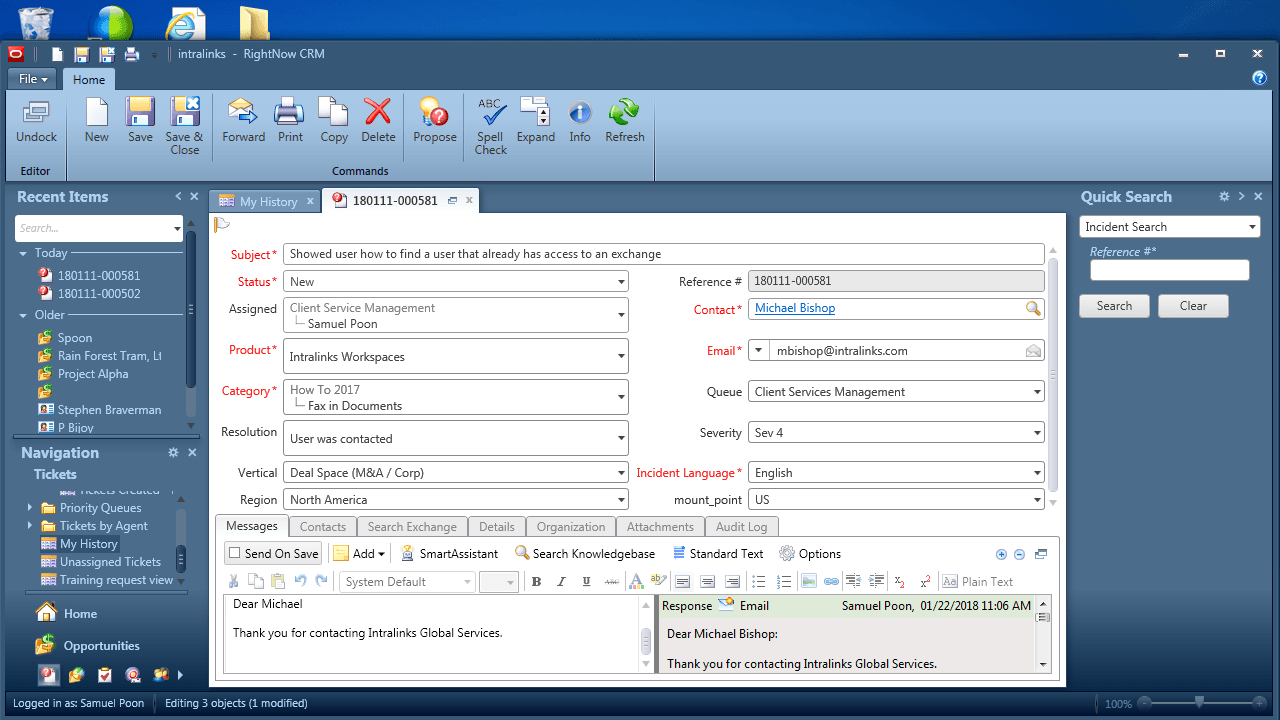 intralinks - RightNow CRM
File
Home
Undock
New
Save
Save & Close
Forward
Print
Copy
Delete
Propose
ABC
Spell Check
Expand
Info
Refresh
Editor
Commands
Recent Items
Search...
Today
180111-000581
180111-000502
Older
Spoon
Rain Forest Tram, Lt
Project Alpha
Stephen Braverman
P Bijoy
Navigation
Tickets
Tickets Created
Priority Queues
Tickets by Agent
My History
Unassigned Tickets
Training request view
Home
Opportunities
My History
180111-000581
Subject* Showed user how to find a user that already has access to an exchange
Status* New
Reference # 180111-000581
Assigned Client Service Management
Samuel Poon
Contact* Michael Bishop
Product* Intralinks Workspaces
Email* mbishop@intralinks.com
Category* How To 2017
Fax in Documents
Queue Client Services Management
Resolution User was contacted
Severity Sev 4
Vertical Deal Space (M&A / Corp)
Incident Language* English
Region North America
mount_point US
Messages Contacts Search Exchange Details Organization Attachments Audit Log
Send On Save Add SmartAssistant Search Knowledgebase Standard Text Options
System Default B I U ABC A Aa Plain Text
Dear Michael
Thank you for contacting Intralinks Global Services.
Response Email Samuel Poon, 01/22/2018 11:06 AM
Dear Michael Bishop:
Thank you for contacting Intralinks Global Services.
Quick Search
Incident Search
Reference #*
Search Clear
Logged in as: Samuel Poon Editing 3 objects (1 modified) 100%